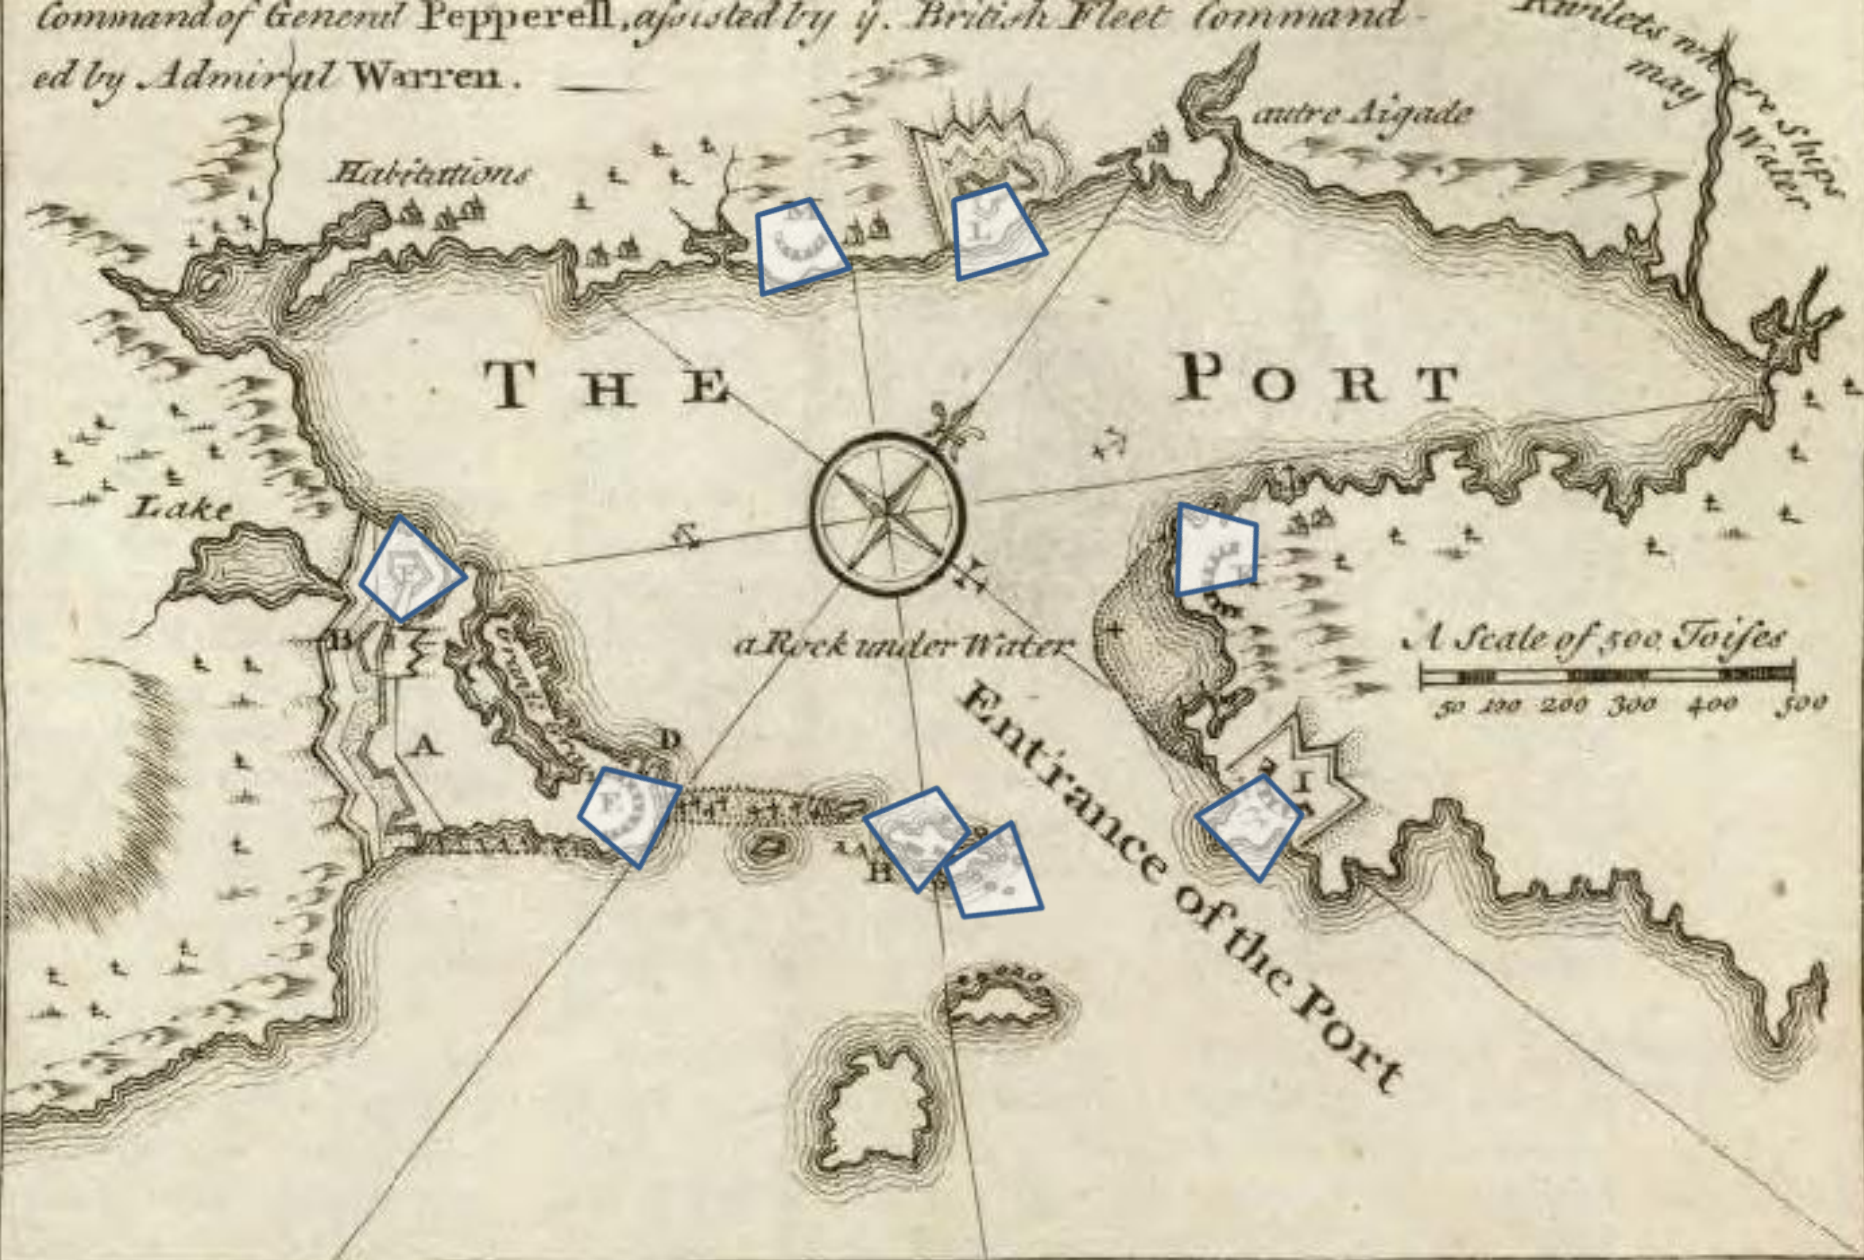 Command of General Pepperell, assisted by ye. British Fleet Command-
ed by Admiral Warren.
Rivulets where Ships
may Water
autre Aigade
Habitations
M
L
THE PORT
Lake
F
K
B
a Rock under Water
A Scale of 500 Toises
50 100 200 300 400 500
A
D
I
E
H
Entrance of the Port